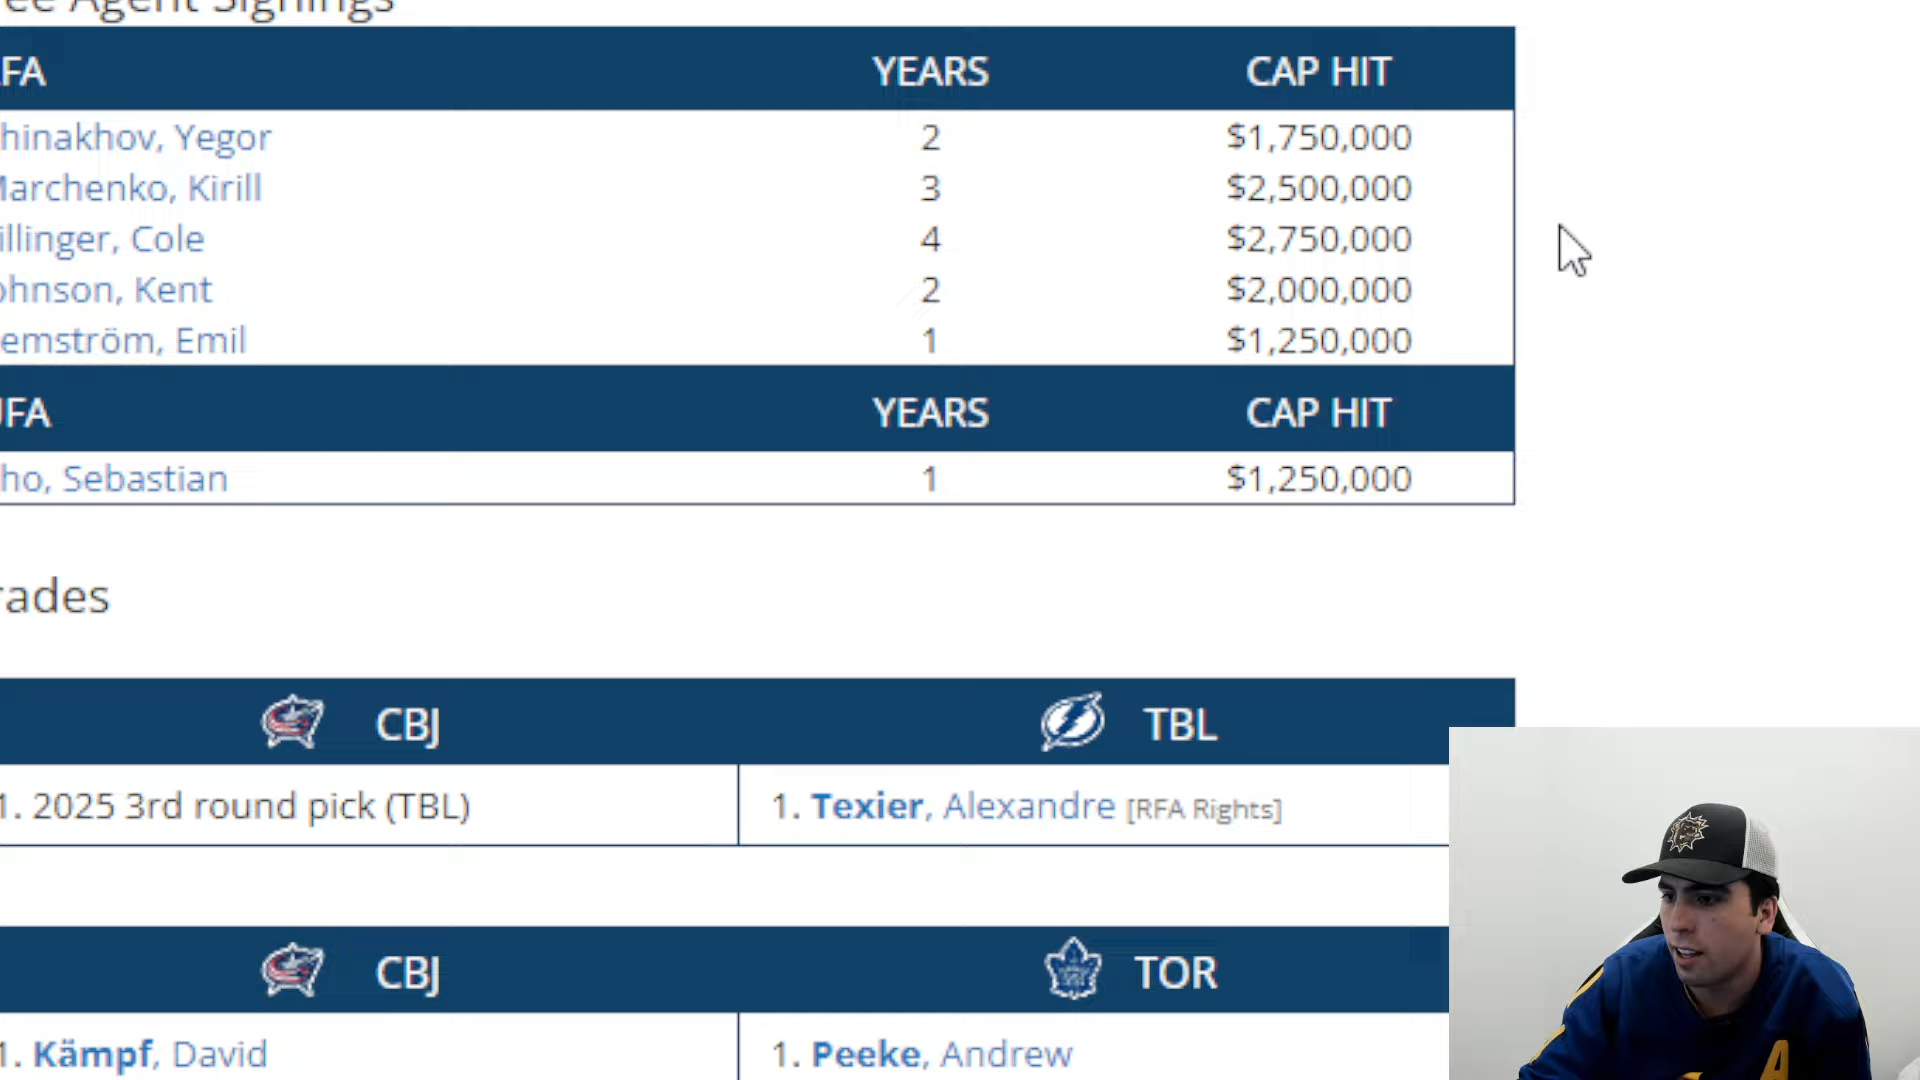 ee Agent Signings
FA YEARS CAP HIT
hinakhov, Yegor 2 $1,750,000
Marchenko, Kirill 3 $2,500,000
illinger, Cole 4 $2,750,000
ohnson, Kent 2 $2,000,000
emström, Emil 1 $1,250,000
UFA YEARS CAP HIT
ho, Sebastian 1 $1,250,000
rades
CBJ TBL
1. 2025 3rd round pick (TBL) 1. Texier, Alexandre [RFA Rights]
CBJ TOR
1. Kämpf, David 1. Peeke, Andrew
A